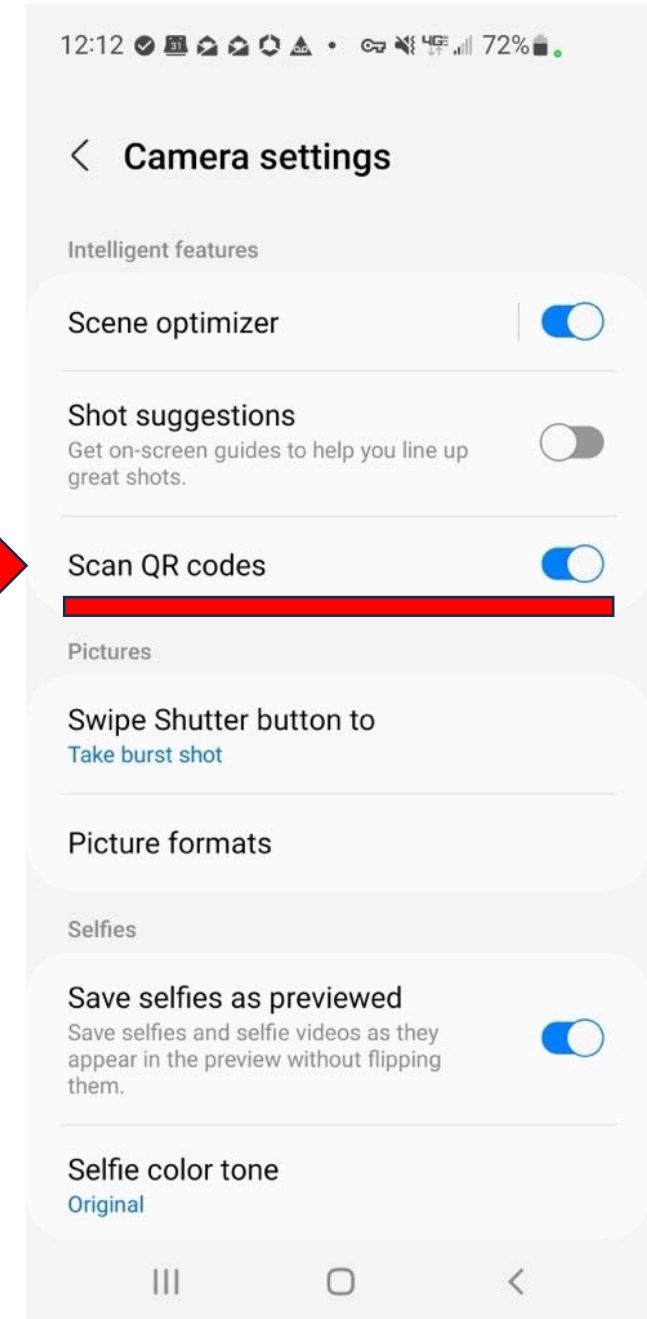 12:12 31 4GE 72%
Camera settings
Intelligent features
Scene optimizer
Shot suggestions
Get on-screen guides to help you line up
great shots.
Scan QR codes
Pictures
Swipe Shutter button to
Take burst shot
Picture formats
Selfies
Save selfies as previewed
Save selfies and selfie videos as they
appear in the preview without flipping
them.
Selfie color tone
Original